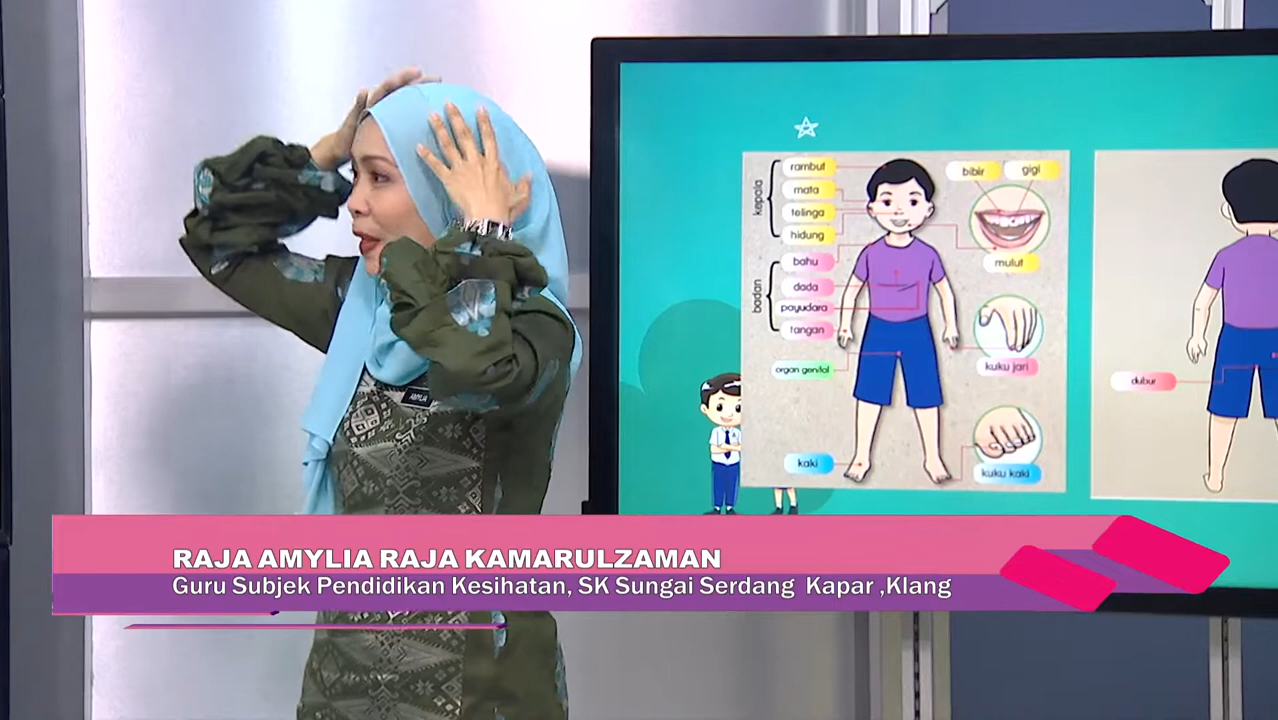 rambut
mata
telinga
hidung
kepala
bahu
dada
payudara
tangan
badan
organ genital
kaki
bibir
gigi
mulut
kuku jari
kuku kaki
dubur
AMYLIA
RAJA AMYLIA RAJA KAMARULZAMAN
Guru Subjek Pendidikan Kesihatan, SK Sungai Serdang Kapar ,Klang